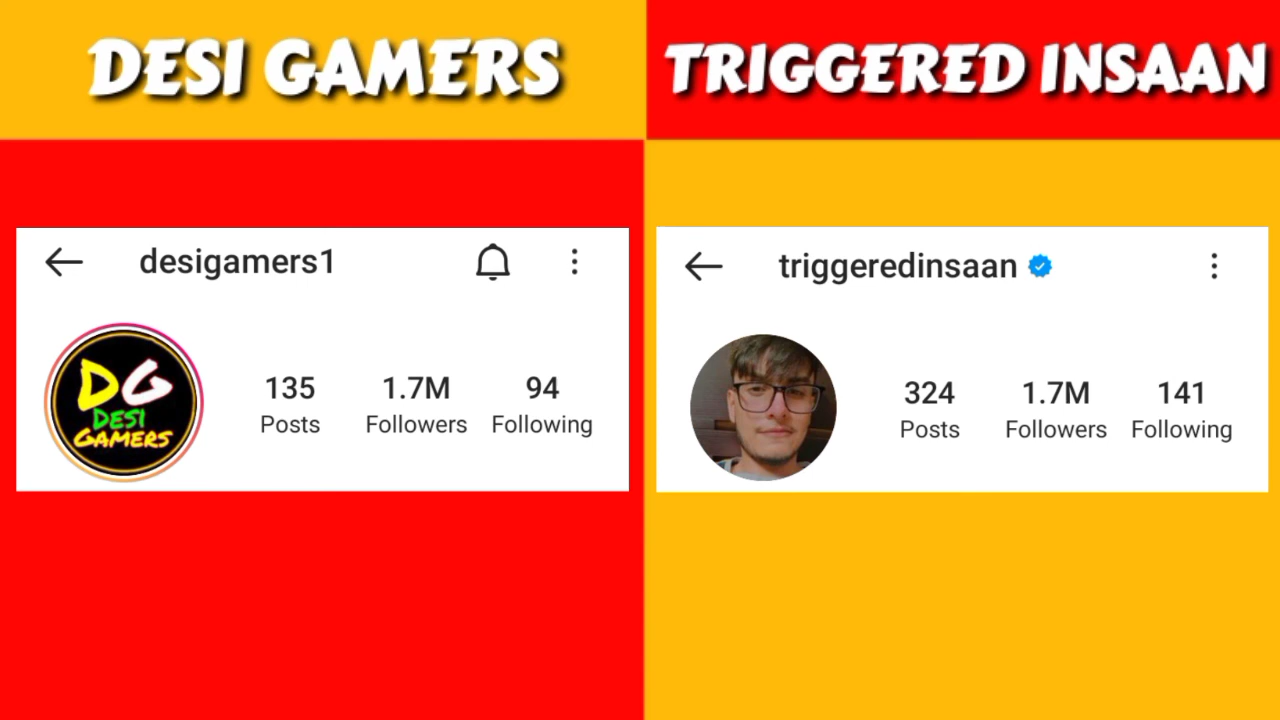 DESI GAMERS
TRIGGERED INSAAN
desigamers1
DG
DESI
GAMERS
135 1.7M 94
Posts Followers Following
triggeredinsaan
324 1.7M 141
Posts Followers Following